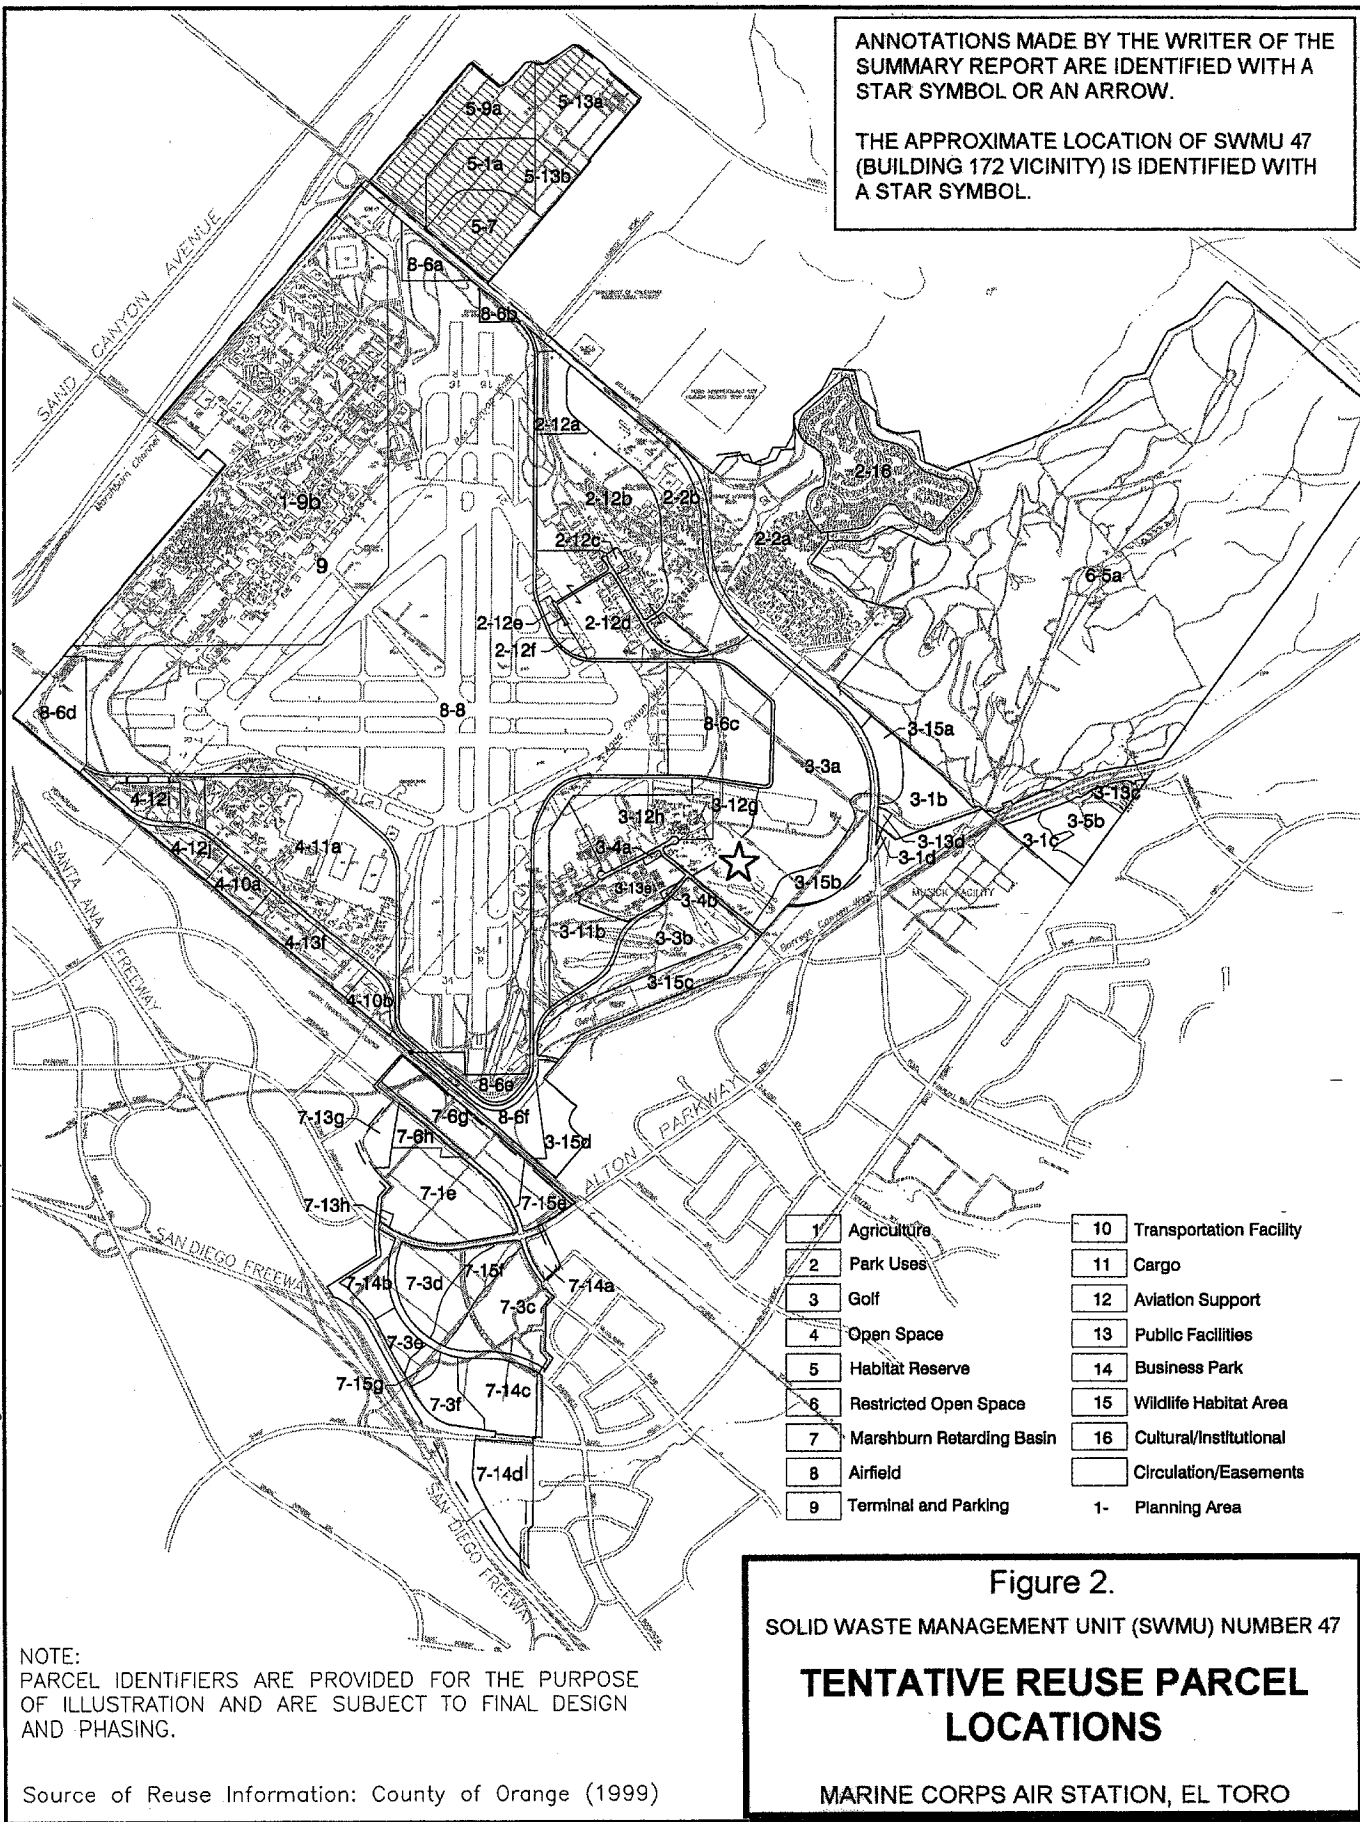 ANNOTATIONS MADE BY THE WRITER OF THE
SUMMARY REPORT ARE IDENTIFIED WITH A
STAR SYMBOL OR AN ARROW.
THE APPROXIMATE LOCATION OF SWMU 47
(BUILDING 172 VICINITY) IS IDENTIFIED WITH
A STAR SYMBOL.
5-9a
5-13a
5-1a
5-13b
5-7
SAND CANYON AVENUE
8-6a
8-6b
Marshburn Channel
2-12a
1-9b
2-12b
2-2b
2-16
2-12c
2-2a
9
6-5a
2-12e
2-12d
2-12f
8-6d
8-8
8-6c
3-15a
3-3a
3-1b
3-13c
4-12i
3-12g
3-5b
3-12h
4-12j
4-11a
3-4a
3-13d
3-1c
3-1d
SANTA ANA FREEWAY
4-10a
3-13e
3-15b
MUSICK FACILITY
3-4b
4-13f
3-11b
3-3b
Borrego Canyon
3-15c
4-10b
8-6e
7-13g
7-6g
8-6f
7-6h
3-15d
ALTON PARKWAY
7-1e
7-15e
7-13h
SAN DIEGO FREEWAY
7-14b
7-3d
7-15f
7-14a
7-3c
7-3e
7-15g
7-14c
7-3f
7-14d
SAN DIEGO FREEWAY
1 Agriculture
2 Park Uses
3 Golf
4 Open Space
5 Habitat Reserve
6 Restricted Open Space
7 Marshburn Retarding Basin
8 Airfield
9 Terminal and Parking
10 Transportation Facility
11 Cargo
12 Aviation Support
13 Public Facilities
14 Business Park
15 Wildlife Habitat Area
16 Cultural/Institutional
Circulation/Easements
1- Planning Area
NOTE:
PARCEL IDENTIFIERS ARE PROVIDED FOR THE PURPOSE
OF ILLUSTRATION AND ARE SUBJECT TO FINAL DESIGN
AND PHASING.
Source of Reuse Information: County of Orange (1999)
Figure 2.
SOLID WASTE MANAGEMENT UNIT (SWMU) NUMBER 47
TENTATIVE REUSE PARCEL
LOCATIONS
MARINE CORPS AIR STATION, EL TORO